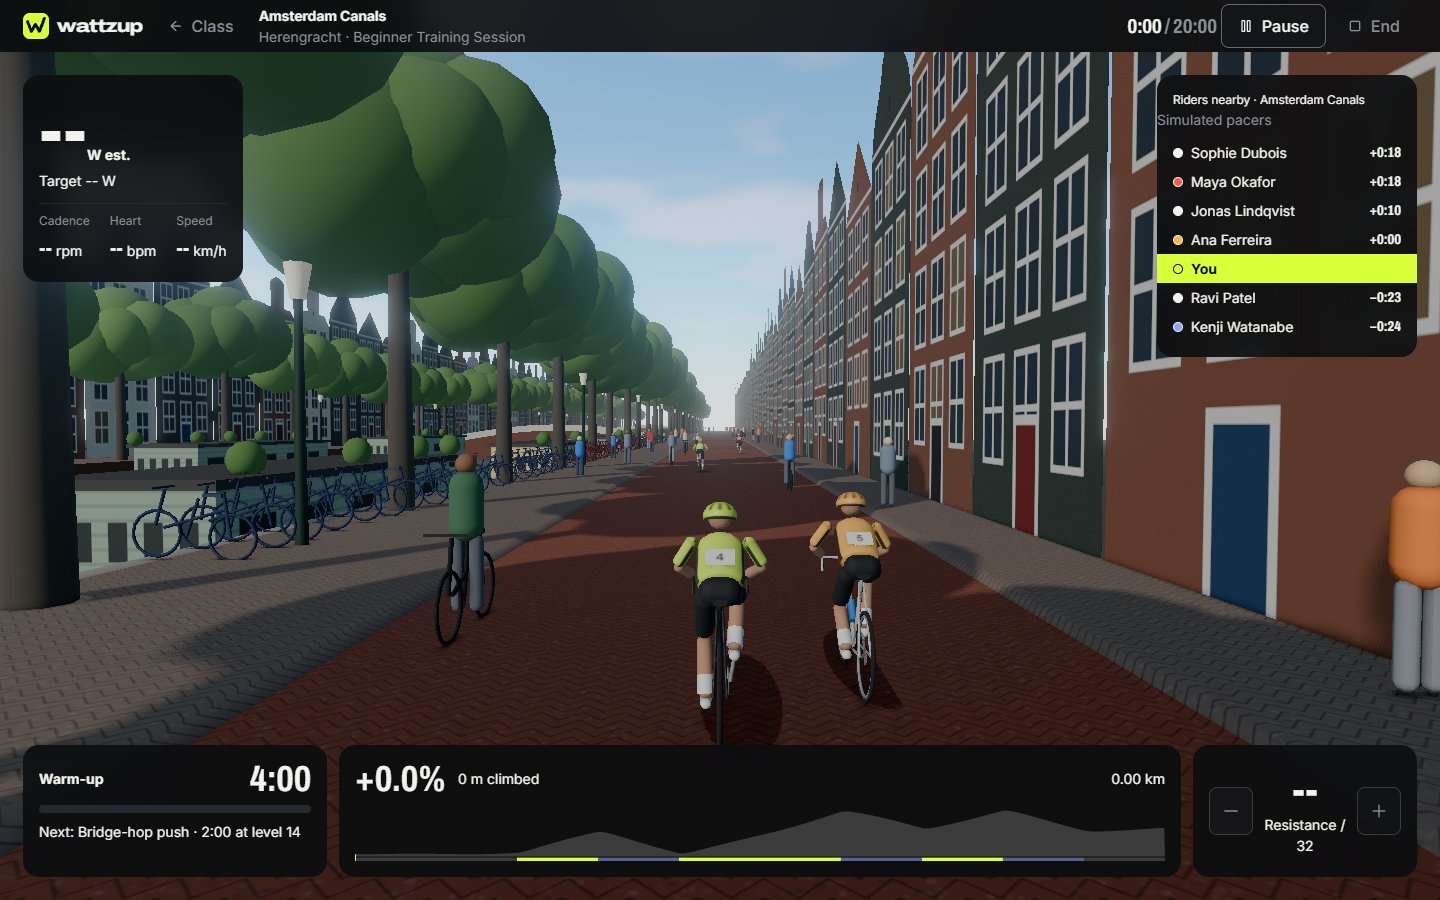 wattzup
Class
Amsterdam Canals
Herengracht · Beginner Training Session
0:00 / 20:00
Pause
End
--
W est.
Target -- W
Cadence Heart Speed
-- rpm -- bpm -- km/h
Riders nearby · Amsterdam Canals
Simulated pacers
Sophie Dubois +0:18
Maya Okafor +0:18
Jonas Lindqvist +0:10
Ana Ferreira +0:00
You
Ravi Patel −0:23
Kenji Watanabe −0:24
4
5
Warm-up 4:00
Next: Bridge-hop push · 2:00 at level 14
+0.0% 0 m climbed 0.00 km
--
Resistance /
32